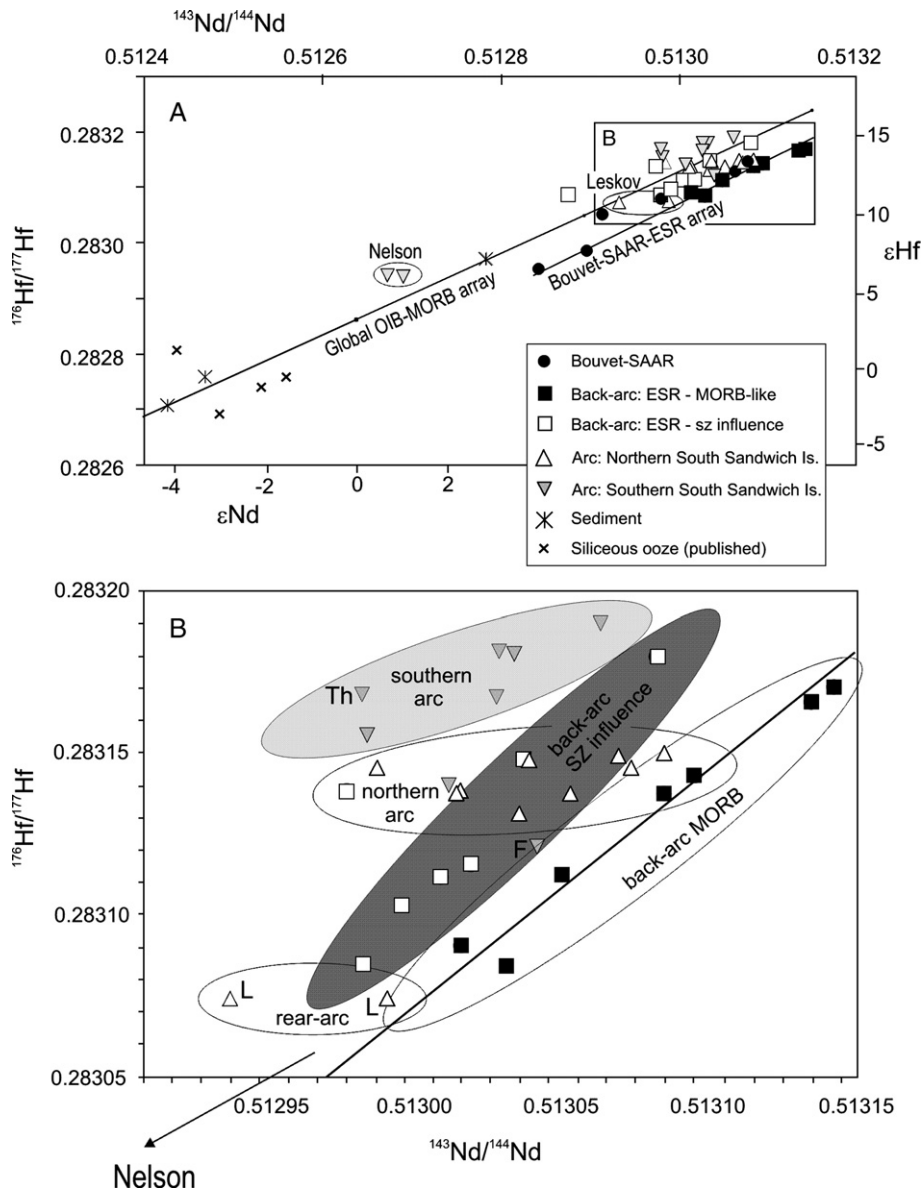 ¹⁴³Nd/¹⁴⁴Nd
0.5124 0.5126 0.5128 0.5130 0.5132
A
0.2832
0.2830
0.2828
0.2826
¹⁷⁶Hf/¹⁷⁷Hf
B
15
10
5
0
-5
εHf
Leskov
Nelson
Bouvet-SAAR-ESR array
Global OIB-MORB array
-4 -2 0 2
εNd
Bouvet-SAAR
Back-arc: ESR - MORB-like
Back-arc: ESR - sz influence
Arc: Northern South Sandwich Is.
Arc: Southern South Sandwich Is.
Sediment
Siliceous ooze (published)
B
0.28320
0.28315
0.28310
0.28305
¹⁷⁶Hf/¹⁷⁷Hf
southern
arc
Th
back-arc
SZ influence
northern
arc
F
back-arc MORB
L
L
rear-arc
0.51295 0.51300 0.51305 0.51310 0.51315
¹⁴³Nd/¹⁴⁴Nd
Nelson